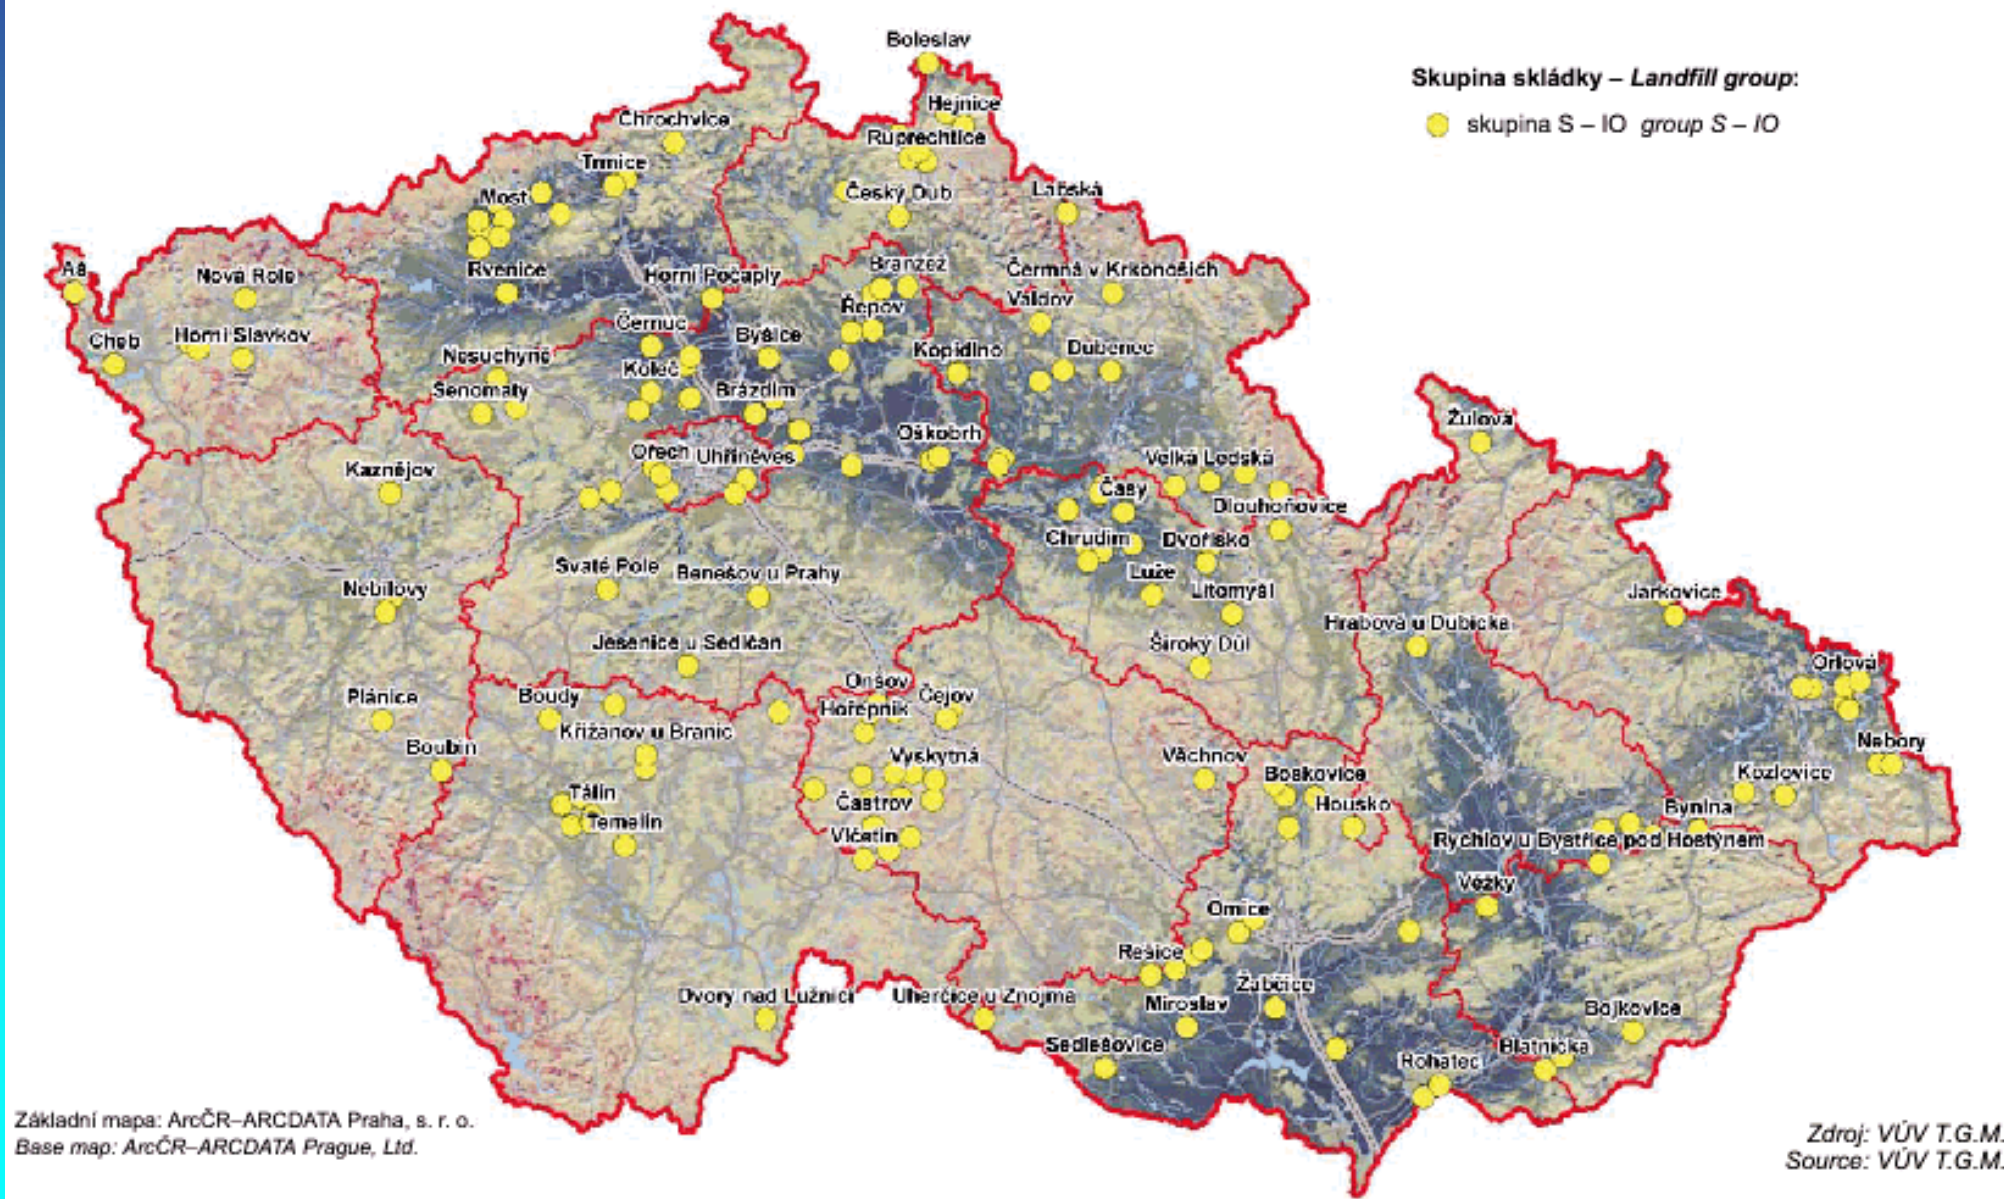 Boleslav
Skupina skládky – Landfill group:
skupina S – IO group S – IO
Hejnice
Chrochvice
Ruprechtice
Trmice
Most
Český Dub
Labská
Aš
Nová Role
Rvenice
Horní Počaply
Branžež
Čermná v Krkonoších
Řepov
Valdov
Cheb
Horní Slavkov
Černuc
Byšice
Nesuchyně
Koleč
Kopidlno
Dubenec
Senomaty
Brázdim
Žulová
Oškobrh
Kaznějov
Ořech
Uhříněves
Velká Ledská
Časy
Dlouhoňovice
Chrudim
Dvořisko
Svaté Pole
Benešov u Prahy
Luže
Litomyšl
Nebílovy
Jarkovice
Hrabová u Dubicka
Jesenice u Sedlčan
Široký Důl
Orlová
Onšov
Čejov
Plánice
Boudy
Hořepník
Křižanov u Branic
Boubín
Nebory
Vyskytná
Věchnov
Boskovice
Kozlovice
Tálín
Častrov
Housko
Bynina
Temelín
Vlčetín
Rychlov u Bystřice pod Hostýnem
Věžky
Omice
Rešice
Dvory nad Lužnicí
Uherčice u Znojma
Žabčice
Miroslav
Bojkovice
Sedlešovice
Rohatec
Blatnička
Základní mapa: ArcČR–ARCDATA Praha, s. r. o.
Base map: ArcČR–ARCDATA Prague, Ltd.
Zdroj: VÚV T.G.M.
Source: VÚV T.G.M.